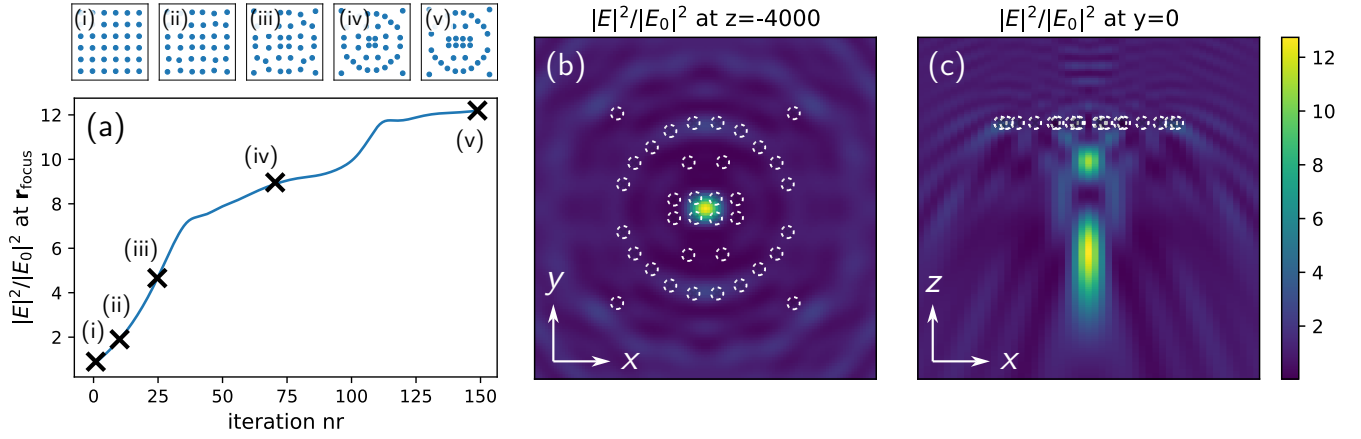 (i) (ii) (iii) (iv) (v)
|E|²/|E₀|² at z=-4000
|E|²/|E₀|² at y=0
(a)
(i)
(ii)
(iii)
(iv)
(v)
12
10
8
6
4
2
|E|²/|E₀|² at r_focus
0 25 50 75 100 125 150
iteration nr
(b)
y
x
(c)
z
x
12
10
8
6
4
2